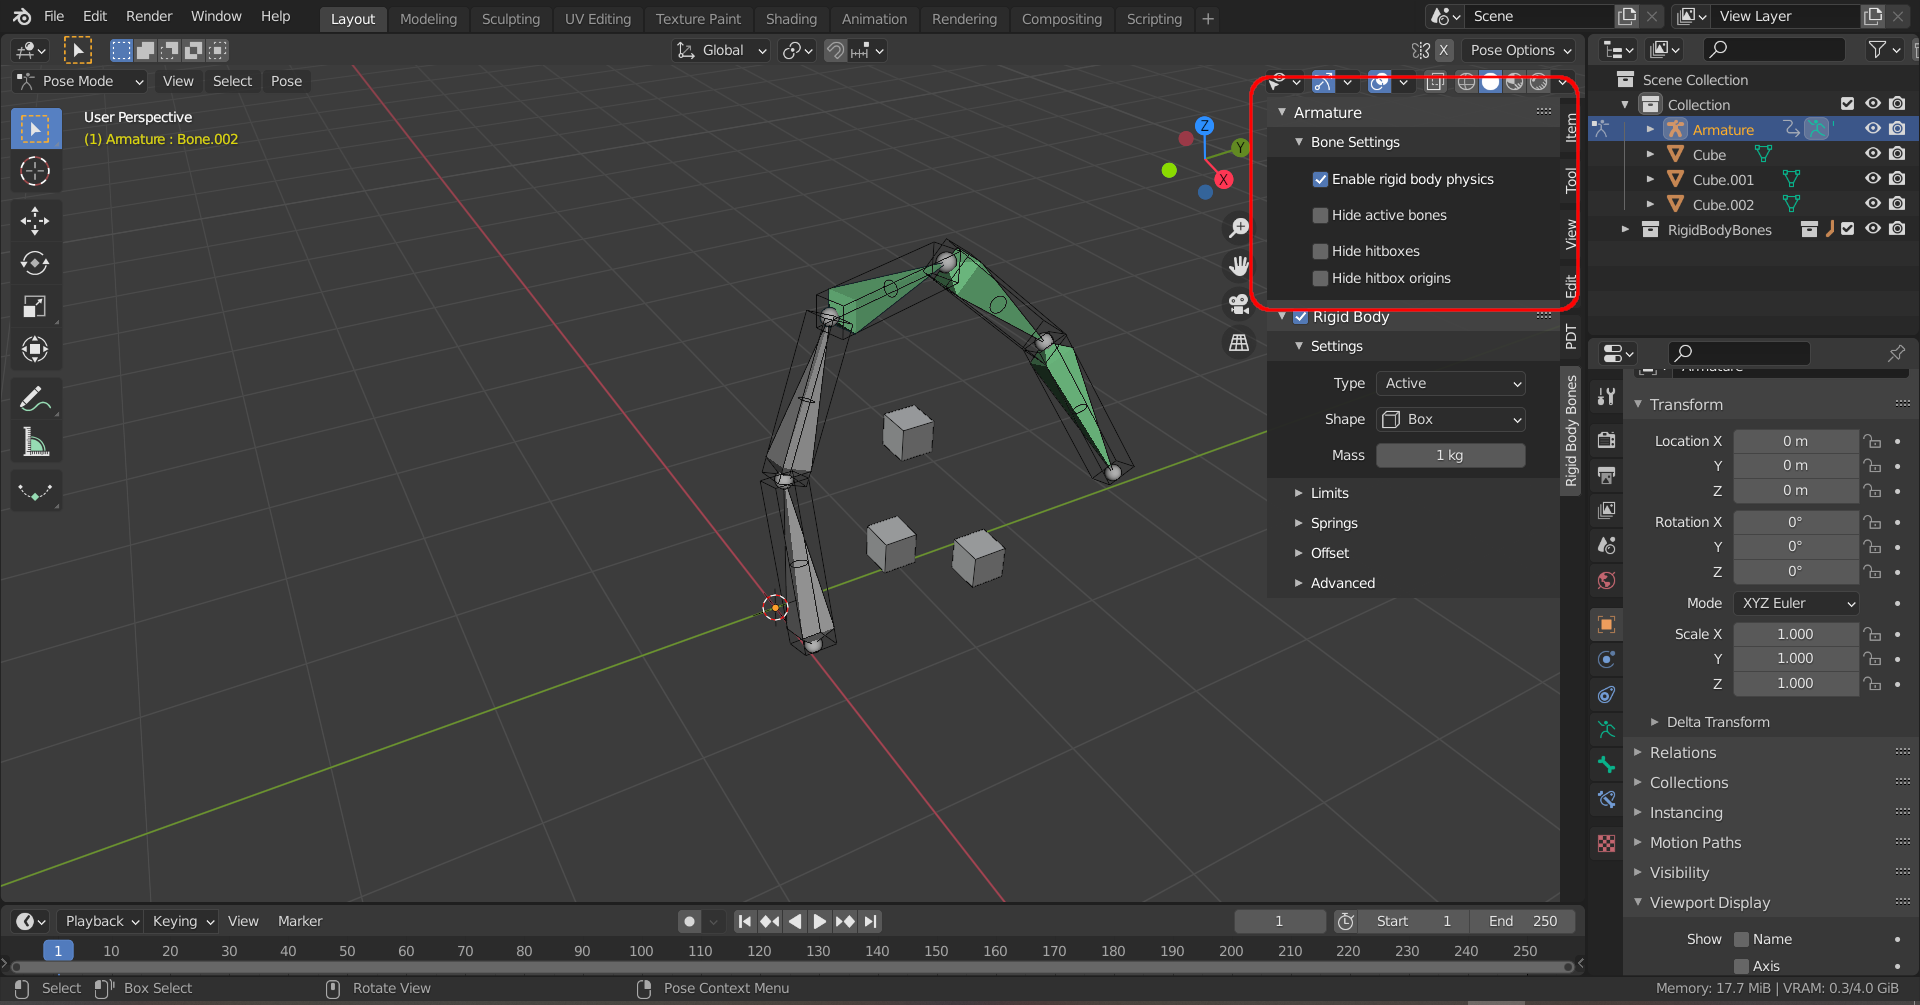 File Edit Render Window Help Layout Modeling Sculpting UV Editing Texture Paint Shading Animation Rendering Compositing Scripting + Scene View Layer
Global X Pose Options
Pose Mode View Select Pose
User Perspective
(1) Armature : Bone.002
Z
Y
X
Armature
Bone Settings
Enable rigid body physics
Hide active bones
Hide hitboxes
Hide hitbox origins
Rigid Body
Settings
Type Active
Shape Box
Mass 1 kg
Limits
Springs
Offset
Advanced
Item
Tool
View
Edit
PDT
Rigid Body Bones
Scene Collection
Collection
Armature
Cube
Cube.001
Cube.002
RigidBodyBones
Armature
Transform
Location X 0 m
Y 0 m
Z 0 m
Rotation X 0°
Y 0°
Z 0°
Mode XYZ Euler
Scale X 1.000
Y 1.000
Z 1.000
Delta Transform
Relations
Collections
Instancing
Motion Paths
Visibility
Viewport Display
Show Name
Axis
Playback Keying View Marker 1 Start 1 End 250
1 10 20 30 40 50 60 70 80 90 100 110 120 130 140 150 160 170 180 190 200 210 220 230 240 250
Select Box Select Rotate View Pose Context Menu Memory: 17.7 MiB | VRAM: 0.3/4.0 GiB